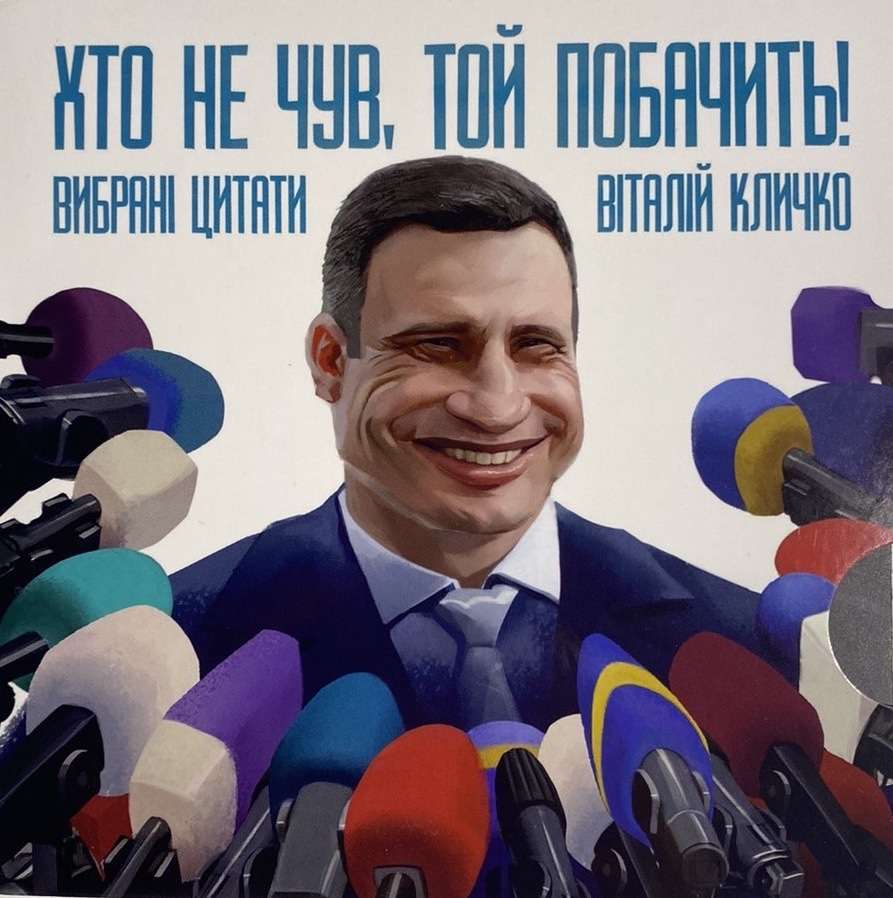 ХТО НЕ ЧУВ, ТОЙ ПОБАЧИТЬ!
ВИБРАНІ ЦИТАТИ
ВІТАЛІЙ КЛИЧКО